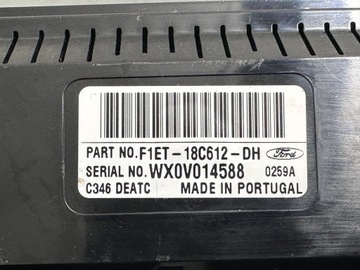 PART NO.F1ET-18C612-DH Ford
SERIAL NO.WX0V014588 0259A
C346 DEATC MADE IN PORTUGAL